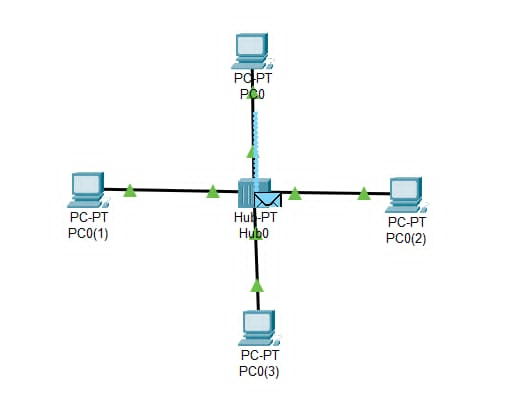 PC-PT
PC0
PC-PT
PC0(1)
Hub-PT
Hub0
PC-PT
PC0(2)
PC-PT
PC0(3)